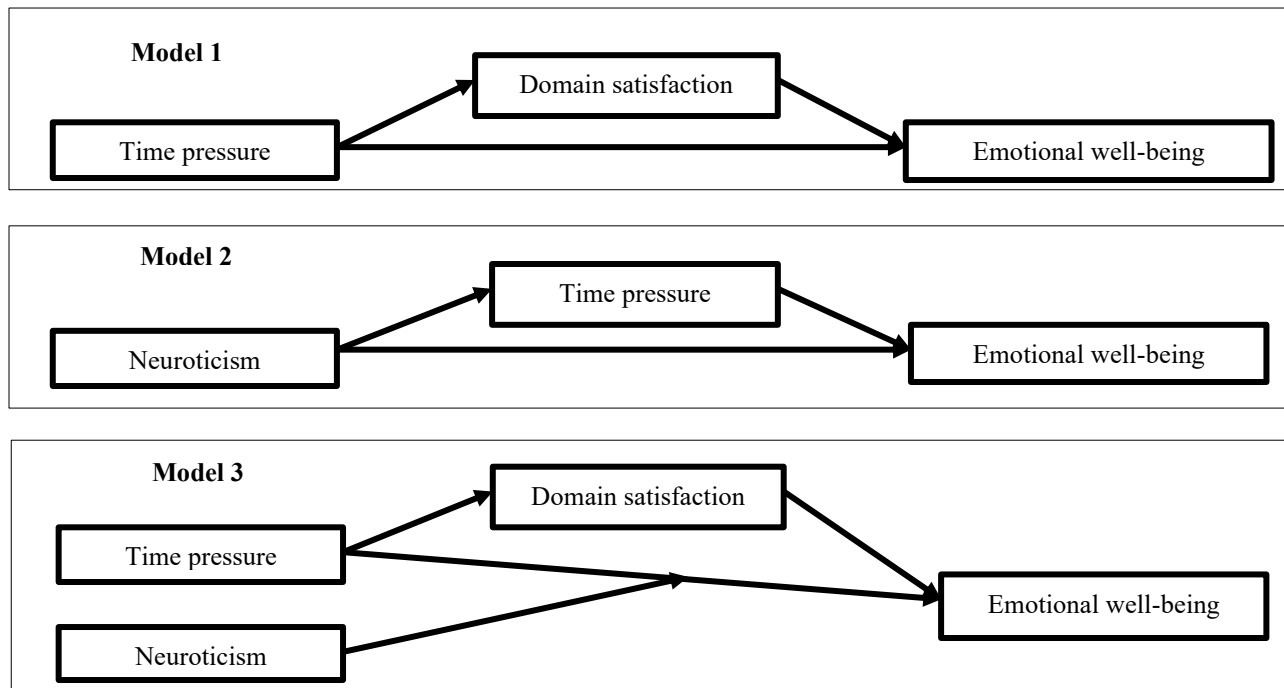 Model 1
Domain satisfaction
Time pressure
Emotional well-being
Model 2
Time pressure
Neuroticism
Emotional well-being
Model 3
Domain satisfaction
Time pressure
Emotional well-being
Neuroticism